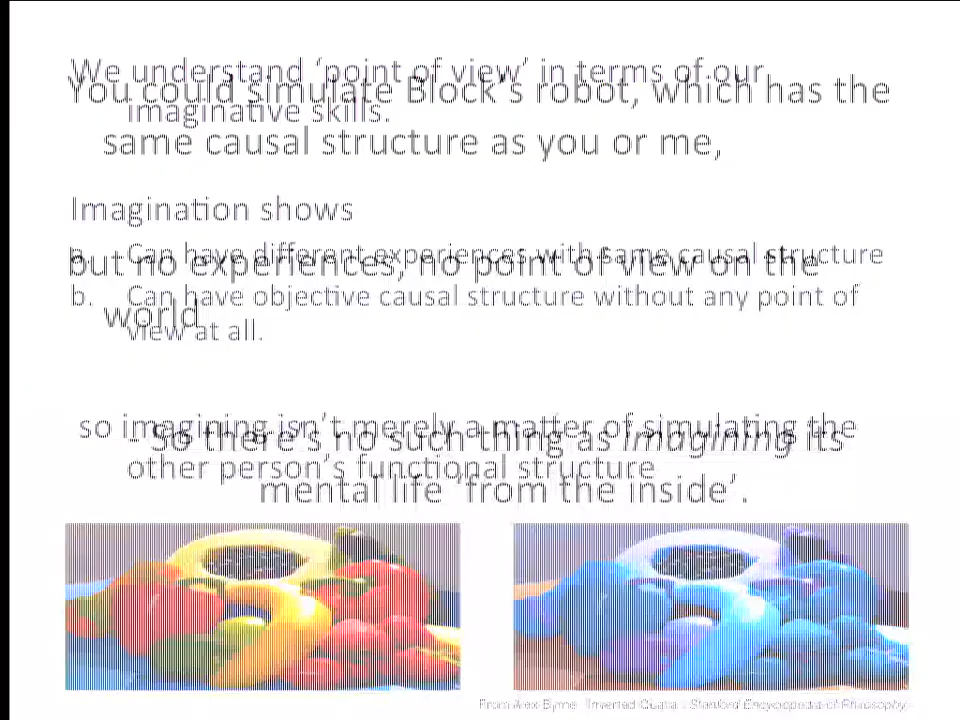 We understand ‘point of view’ in terms of our
imaginative skills.
You could simulate Block’s robot, which has the
same causal structure as you or me,
Imagination shows
a. Can have different experiences with same causal structure
but no experiences, no point of view on the
world
b. Can have objective causal structure without any point of
view at all.
so imagining isn’t merely a matter of simulating the
other person’s functional structure
So there’s no such thing as imagining its
mental life ‘from the inside’.
From Alex Byrne Inverted Qualia Stanford Encyclopedia of Philosophy